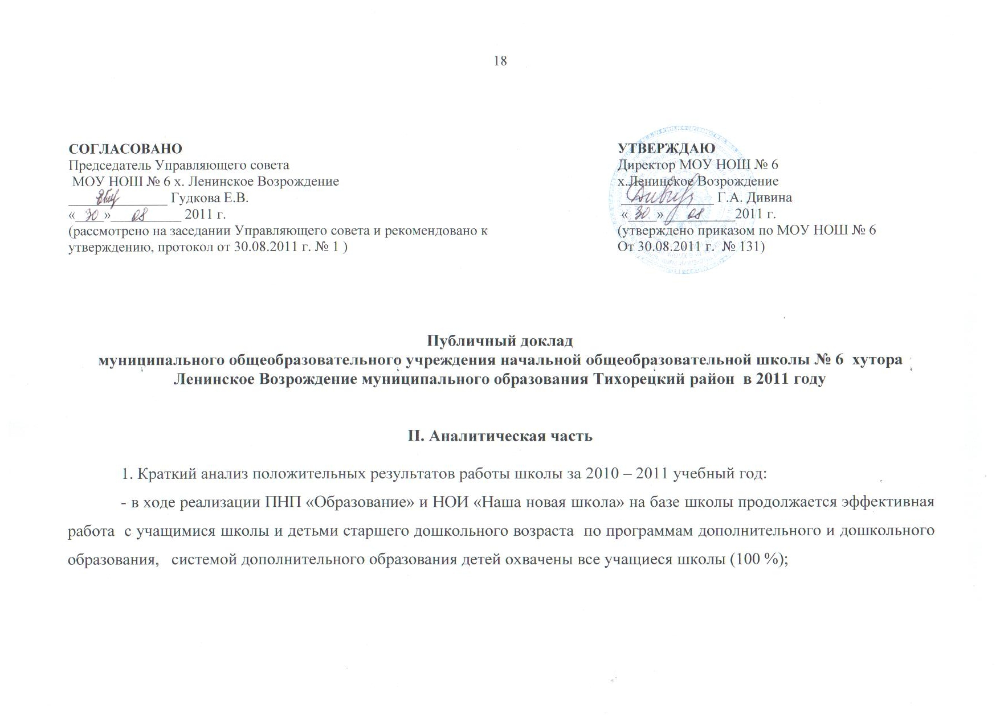 18
СОГЛАСОВАНО
Председатель Управляющего совета
МОУ НОШ № 6 х. Ленинское Возрождение
______________ Гудкова Е.В.
«30»__08__ 2011 г.
(рассмотрено на заседании Управляющего совета и рекомендовано к
утверждению, протокол от 30.08.2011 г. № 1 )
УТВЕРЖДАЮ
Директор МОУ НОШ № 6
х.Ленинское Возрождение
_____________ Г.А. Дивина
«30»__08__2011 г.
(утверждено приказом по МОУ НОШ № 6
От 30.08.2011 г. № 131)
Публичный доклад
муниципального общеобразовательного учреждения начальной общеобразовательной школы № 6 хутора
Ленинское Возрождение муниципального образования Тихорецкий район в 2011 году
II. Аналитическая часть
1. Краткий анализ положительных результатов работы школы за 2010 – 2011 учебный год:
- в ходе реализации ПНП «Образование» и НОИ «Наша новая школа» на базе школы продолжается эффективная
работа с учащимися школы и детьми старшего дошкольного возраста по программам дополнительного и дошкольного
образования, системой дополнительного образования детей охвачены все учащиеся школы (100 %);